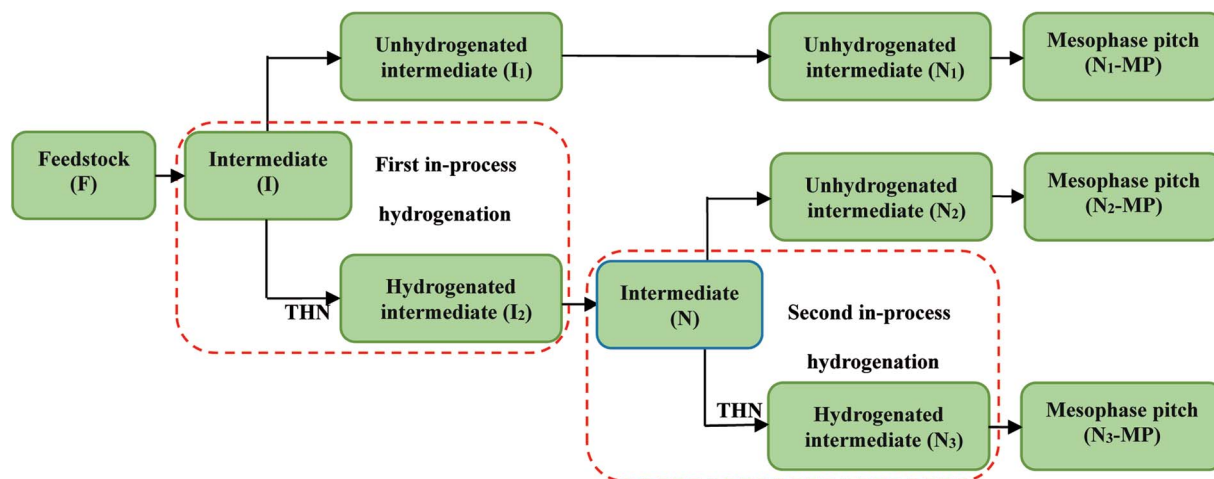 Unhydrogenated
intermediate (I₁)
Unhydrogenated
intermediate (N₁)
Mesophase pitch
(N₁-MP)
Feedstock
(F)
Intermediate
(I)
First in-process
hydrogenation
Unhydrogenated
intermediate (N₂)
Mesophase pitch
(N₂-MP)
THN
Hydrogenated
intermediate (I₂)
Intermediate
(N)
Second in-process
hydrogenation
THN
Hydrogenated
intermediate (N₃)
Mesophase pitch
(N₃-MP)